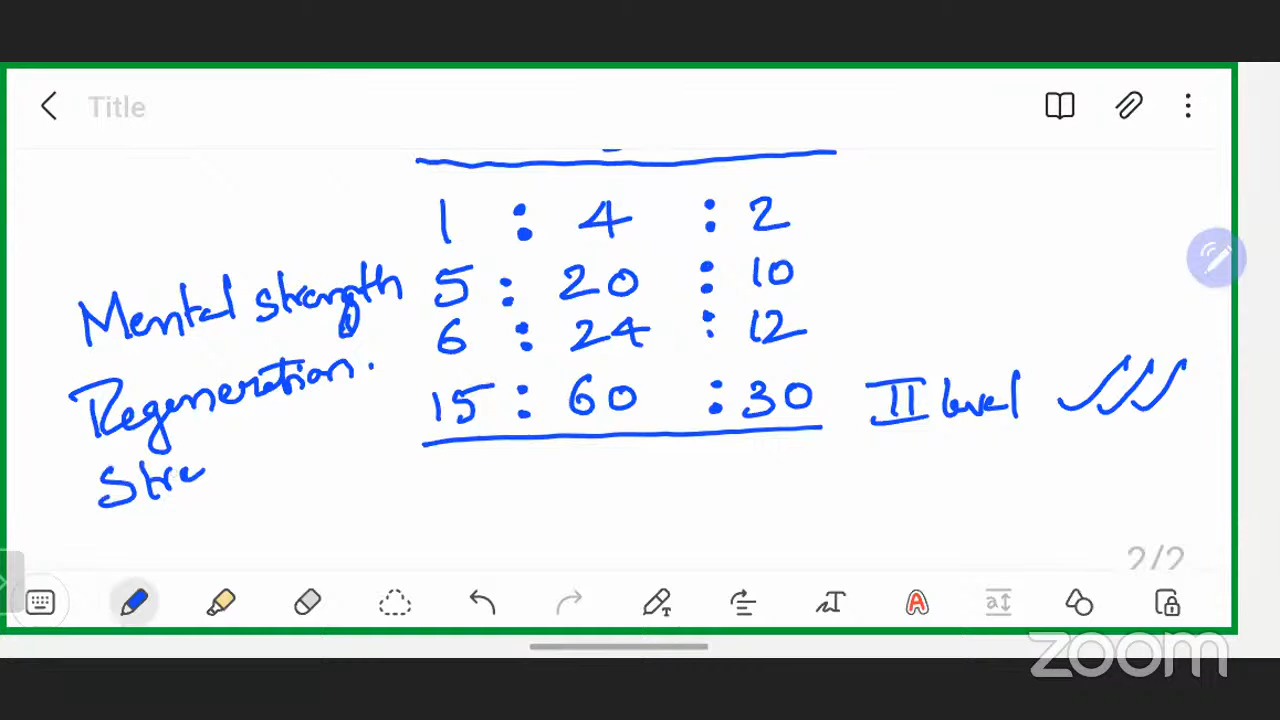 Title
1 : 4 : 2
Mental strength 5 : 20 : 10
6 : 24 : 12
Regeneration.
15 : 60 : 30 II level
Stre
2/2
zoom